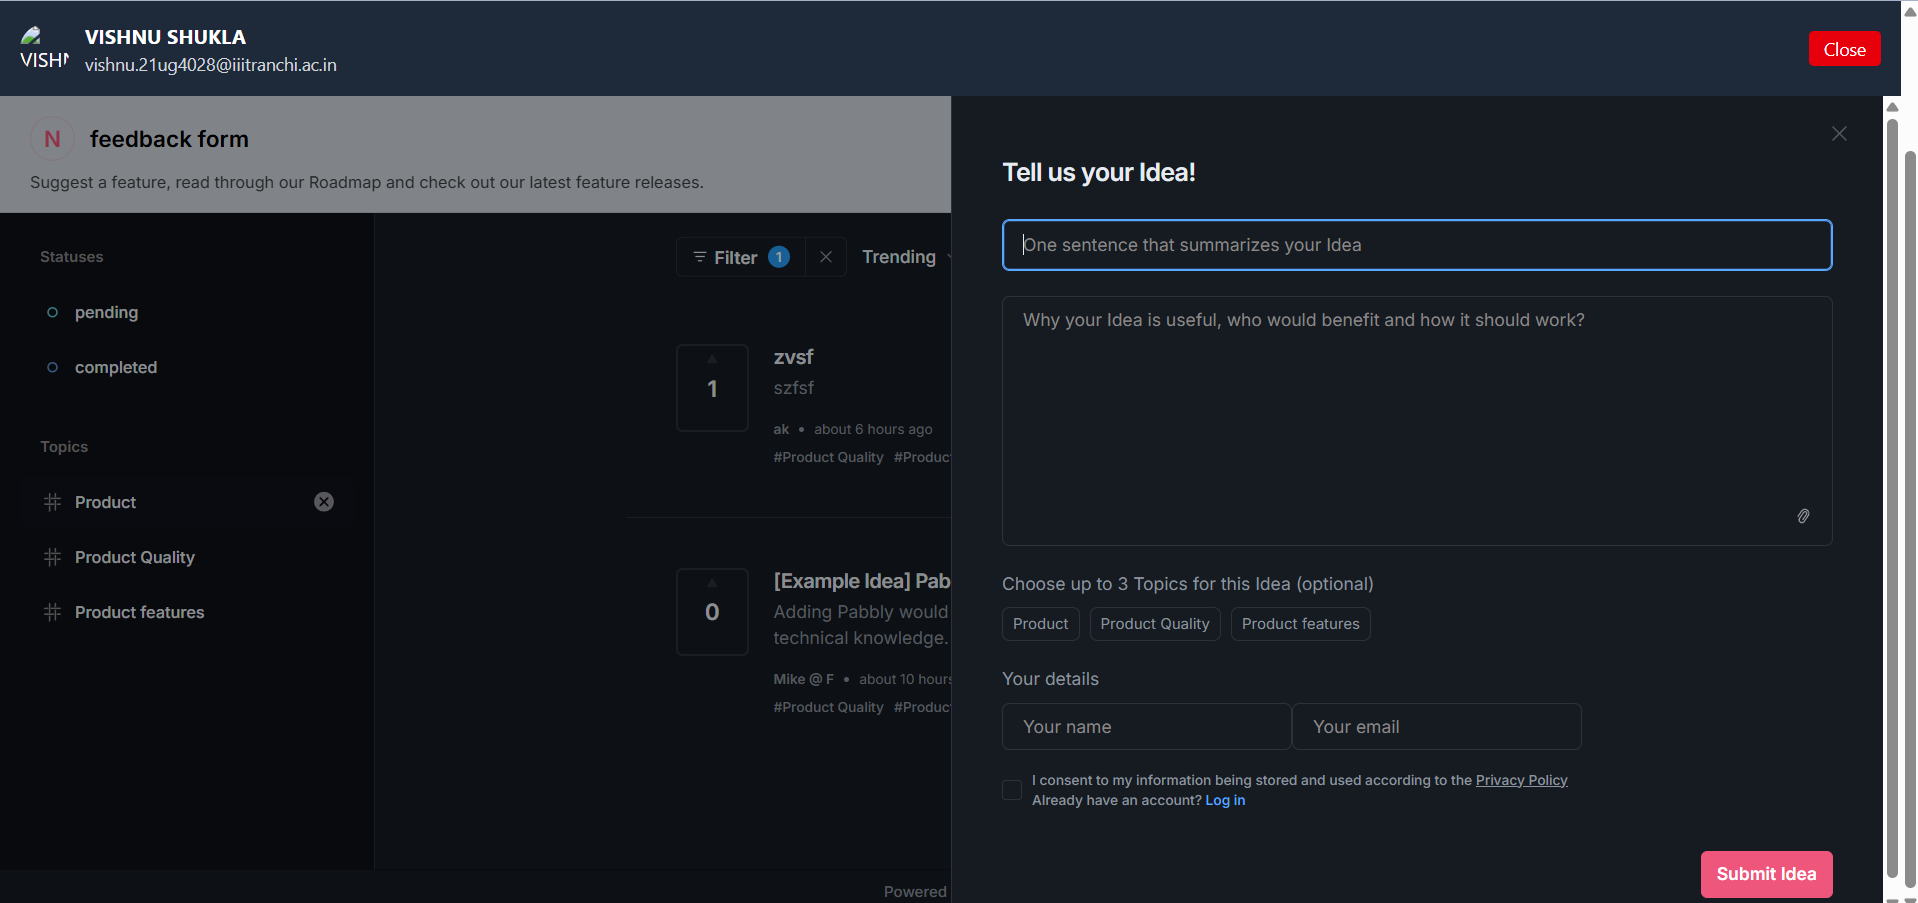 VISHNU SHUKLA
vishnu.21ug4028@iiitranchi.ac.in
Close
N
feedback form
Suggest a feature, read through our Roadmap and check out our latest feature releases.
Statuses
pending
completed
Topics
Product
Product Quality
Product features
Filter 1
Trending
1
zvsf
szfsf
ak • about 6 hours ago
#Product Quality #Produc
0
[Example Idea] Pab
Adding Pabbly would
technical knowledge.
Mike @ F • about 10 hours
#Product Quality #Produc
Powered
Tell us your Idea!
One sentence that summarizes your Idea
Why your Idea is useful, who would benefit and how it should work?
Choose up to 3 Topics for this Idea (optional)
Product Product Quality Product features
Your details
Your name Your email
I consent to my information being stored and used according to the Privacy Policy
Already have an account? Log in
Submit Idea